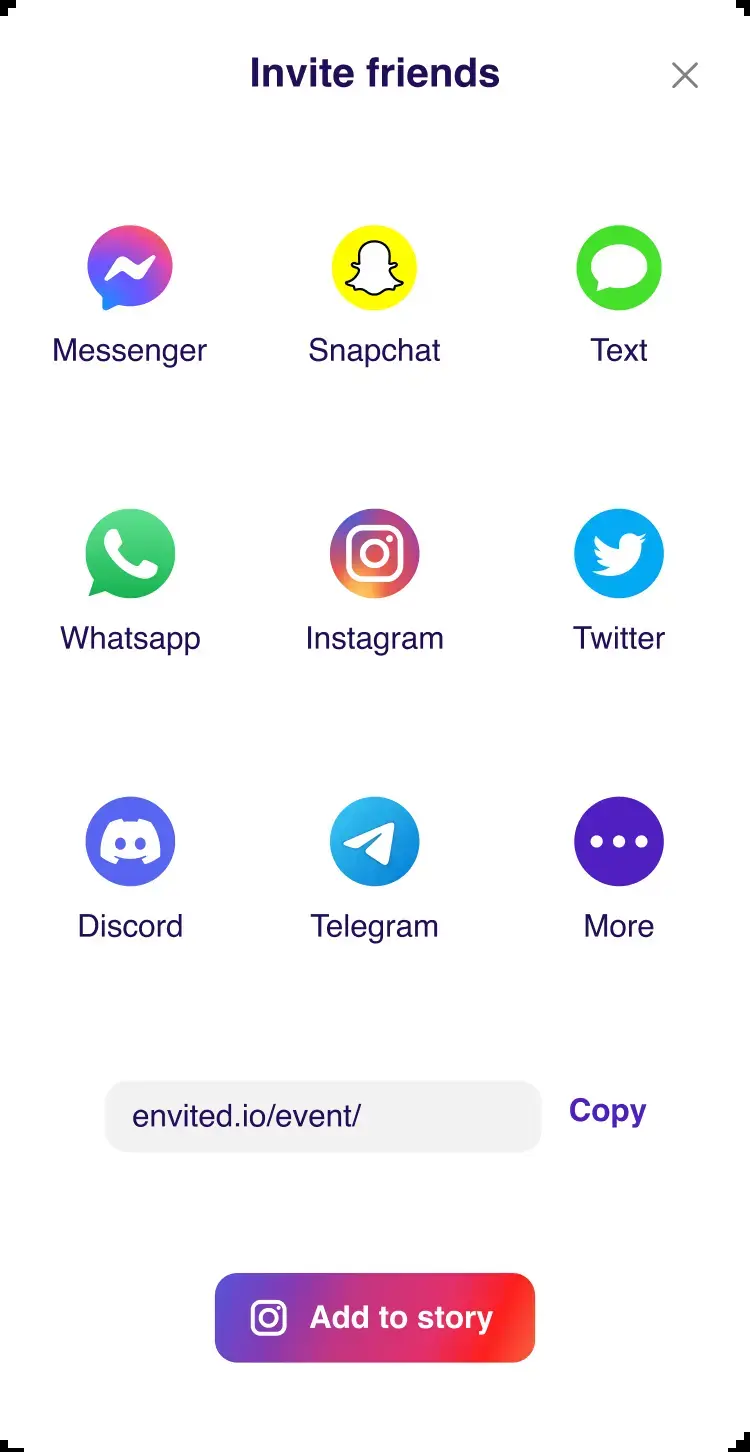 Invite friends
Messenger Snapchat Text
Whatsapp Instagram Twitter
Discord Telegram More
envited.io/event/ Copy
Add to story